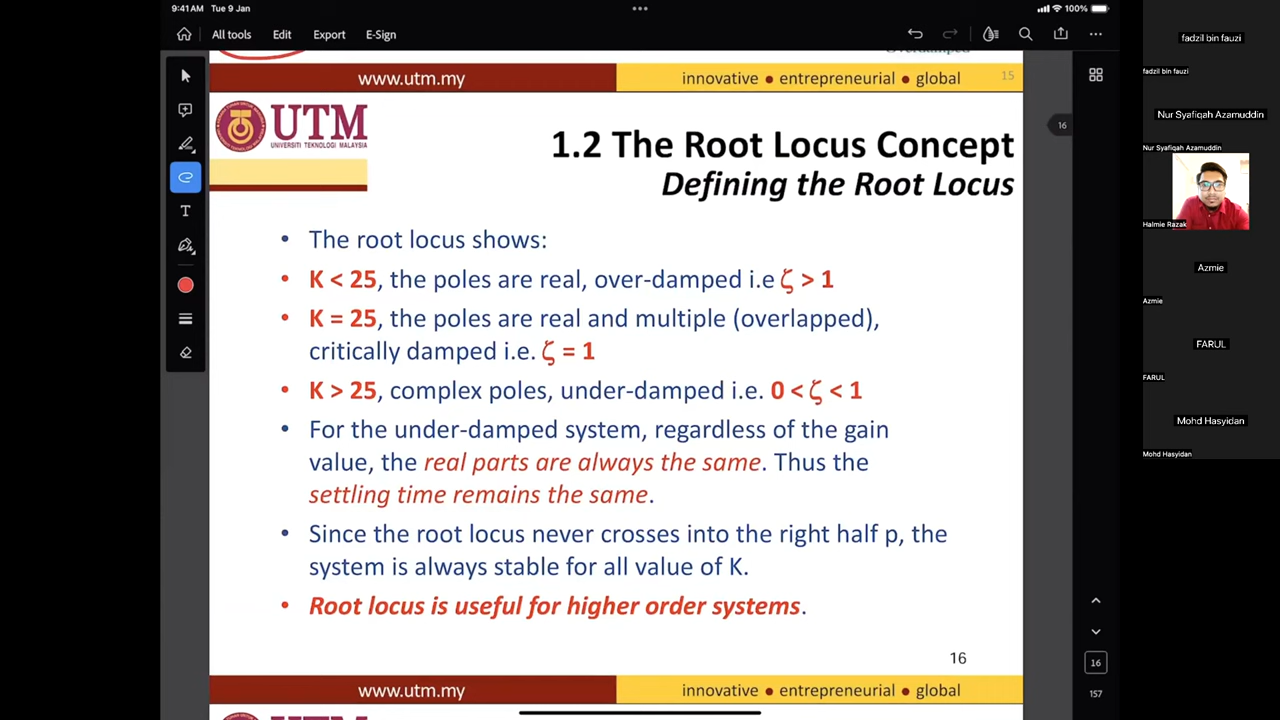 9:41AM Tue 9 Jan
100%
All tools Edit Export E-Sign
Overdamped
www.utm.my
innovative ● entrepreneurial ● global
15
UTM
UNIVERSITI TEKNOLOGI MALAYSIA
16
1.2 The Root Locus Concept
Defining the Root Locus
• The root locus shows:
• K < 25, the poles are real, over-damped i.e ζ > 1
• K = 25, the poles are real and multiple (overlapped),
critically damped i.e. ζ = 1
• K > 25, complex poles, under-damped i.e. 0 < ζ < 1
• For the under-damped system, regardless of the gain
value, the real parts are always the same. Thus the
settling time remains the same.
• Since the root locus never crosses into the right half p, the
system is always stable for all value of K.
• Root locus is useful for higher order systems.
16
www.utm.my
innovative ● entrepreneurial ● global
16
157
fadzil bin fauzi
fadzil bin fauzi
Nur Syafiqah Azamuddin
Nur Syafiqah Azamuddin
Halmie Razak
Azmie
Azmie
FARUL
FARUL
Mohd Hasyidan
Mohd Hasyidan